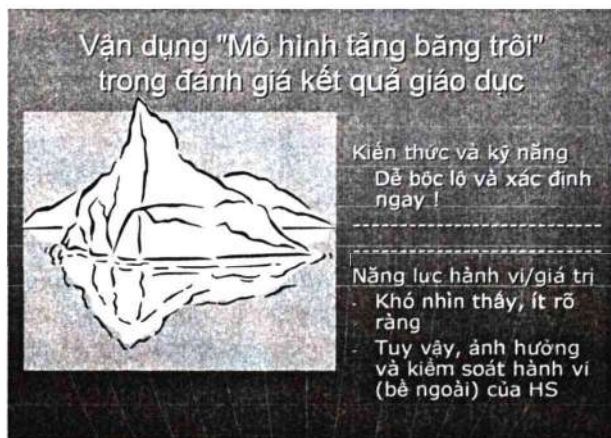 Vận dụng "Mô hình tảng băng trôi"
trong đánh giá kết quả giáo dục
Kiến thức và kỹ năng
Dễ bộc lộ và xác định
ngay !
Năng lực hành vi/giá trị
- Khó nhìn thấy, ít rõ
ràng
- Tuy vậy, ảnh hưởng
và kiểm soát hành vi
(bề ngoài) của HS